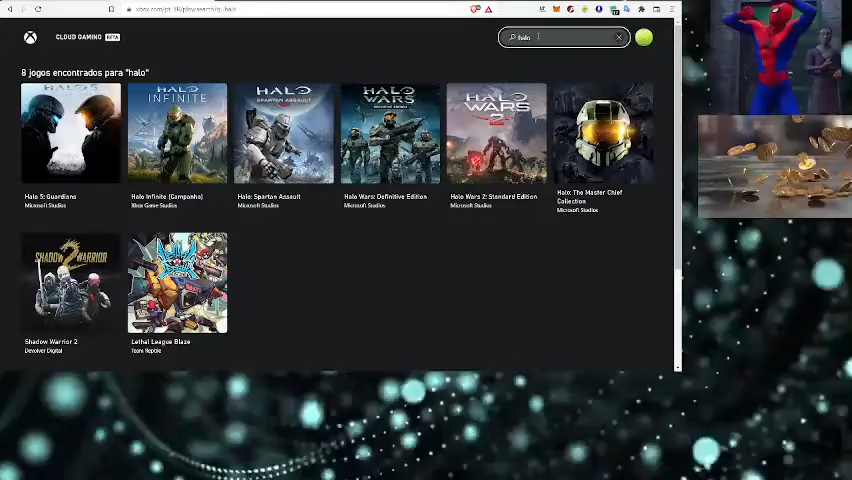 CLOUD GAMING BETA
halo
8 jogos encontrados para "halo"
HALO 5
HALO
INFINITE
HALO
SPARTAN ASSAULT
HALO WARS
DEFINITIVE EDITION
HALO WARS 2
Halo 5: Guardians
Microsoft Studios
Halo Infinite (Campanha)
Xbox Game Studios
Halo: Spartan Assault
Microsoft Studios
Halo Wars: Definitive Edition
Microsoft Studios
Halo Wars 2: Standard Edition
Microsoft Studios
Halo: The Master Chief
Collection
Microsoft Studios
SHADOW WARRIOR
2
Shadow Warrior 2
Devolver Digital
Lethal League Blaze
Team Reptile